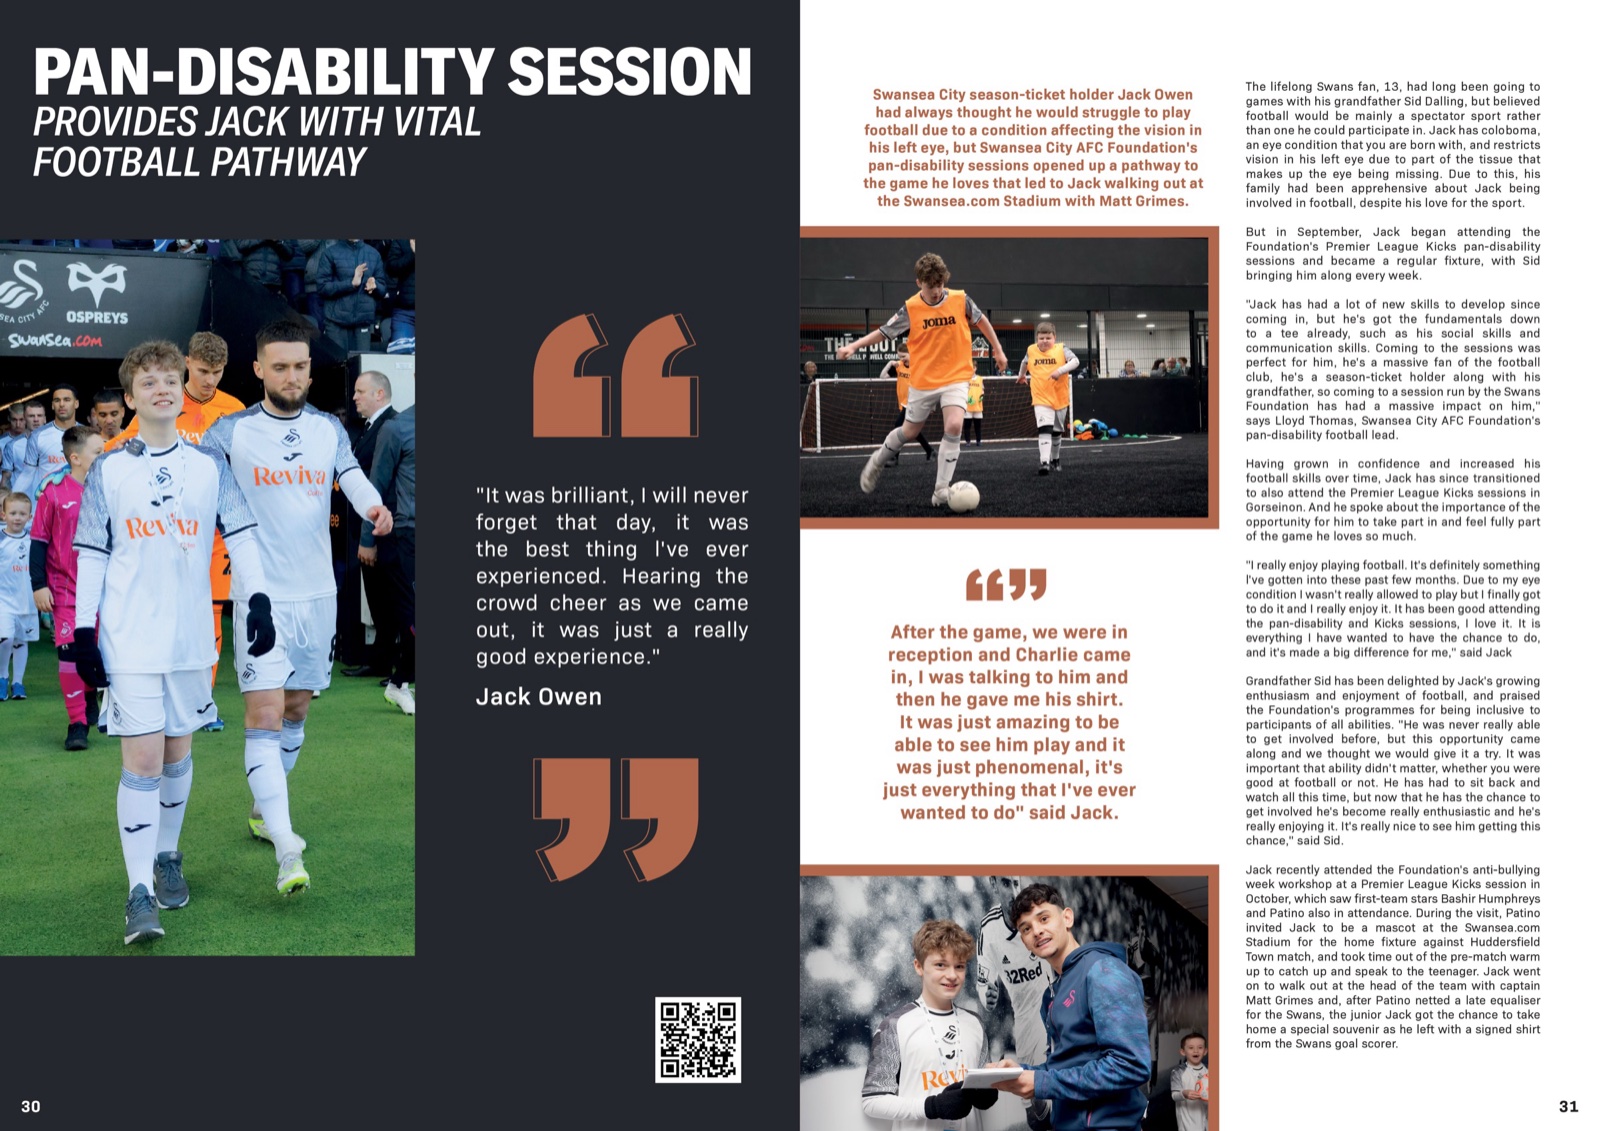 PAN-DISABILITY SESSION
PROVIDES JACK WITH VITAL
FOOTBALL PATHWAY
OSPREYS
Swansea.com
Reviva
Reviva
"It was brilliant, I will never
forget that day, it was
the best thing I've ever
experienced. Hearing the
crowd cheer as we came
out, it was just a really
good experience."
Jack Owen
30
Swansea City season-ticket holder Jack Owen
had always thought he would struggle to play
football due to a condition affecting the vision in
his left eye, but Swansea City AFC Foundation's
pan-disability sessions opened up a pathway to
the game he loves that led to Jack walking out at
the Swansea.com Stadium with Matt Grimes.
Joma
Joma
After the game, we were in
reception and Charlie came
in, I was talking to him and
then he gave me his shirt.
It was just amazing to be
able to see him play and it
was just phenomenal, it's
just everything that I've ever
wanted to do" said Jack.
32Red
The lifelong Swans fan, 13, had long been going to
games with his grandfather Sid Dalling, but believed
football would be mainly a spectator sport rather
than one he could participate in. Jack has coloboma,
an eye condition that you are born with, and restricts
vision in his left eye due to part of the tissue that
makes up the eye being missing. Due to this, his
family had been apprehensive about Jack being
involved in football, despite his love for the sport.
But in September, Jack began attending the
Foundation's Premier League Kicks pan-disability
sessions and became a regular fixture, with Sid
bringing him along every week.
"Jack has had a lot of new skills to develop since
coming in, but he's got the fundamentals down
to a tee already, such as his social skills and
communication skills. Coming to the sessions was
perfect for him, he's a massive fan of the football
club, he's a season-ticket holder along with his
grandfather, so coming to a session run by the Swans
Foundation has had a massive impact on him,"
says Lloyd Thomas, Swansea City AFC Foundation's
pan-disability football lead.
Having grown in confidence and increased his
football skills over time, Jack has since transitioned
to also attend the Premier League Kicks sessions in
Gorseinon. And he spoke about the importance of the
opportunity for him to take part in and feel fully part
of the game he loves so much.
"I really enjoy playing football. It's definitely something
I've gotten into these past few months. Due to my eye
condition I wasn't really allowed to play but I finally got
to do it and I really enjoy it. It has been good attending
the pan-disability and Kicks sessions, I love it. It is
everything I have wanted to have the chance to do,
and it's made a big difference for me," said Jack
Grandfather Sid has been delighted by Jack's growing
enthusiasm and enjoyment of football, and praised
the Foundation's programmes for being inclusive to
participants of all abilities. "He was never really able
to get involved before, but this opportunity came
along and we thought we would give it a try. It was
important that ability didn't matter, whether you were
good at football or not. He has had to sit back and
watch all this time, but now that he has the chance to
get involved he's become really enthusiastic and he's
really enjoying it. It's really nice to see him getting this
chance," said Sid.
Jack recently attended the Foundation's anti-bullying
week workshop at a Premier League Kicks session in
October, which saw first-team stars Bashir Humphreys
and Patino also in attendance. During the visit, Patino
invited Jack to be a mascot at the Swansea.com
Stadium for the home fixture against Huddersfield
Town match, and took time out of the pre-match warm
up to catch up and speak to the teenager. Jack went
on to walk out at the head of the team with captain
Matt Grimes and, after Patino netted a late equaliser
for the Swans, the junior Jack got the chance to take
home a special souvenir as he left with a signed shirt
from the Swans goal scorer.
31